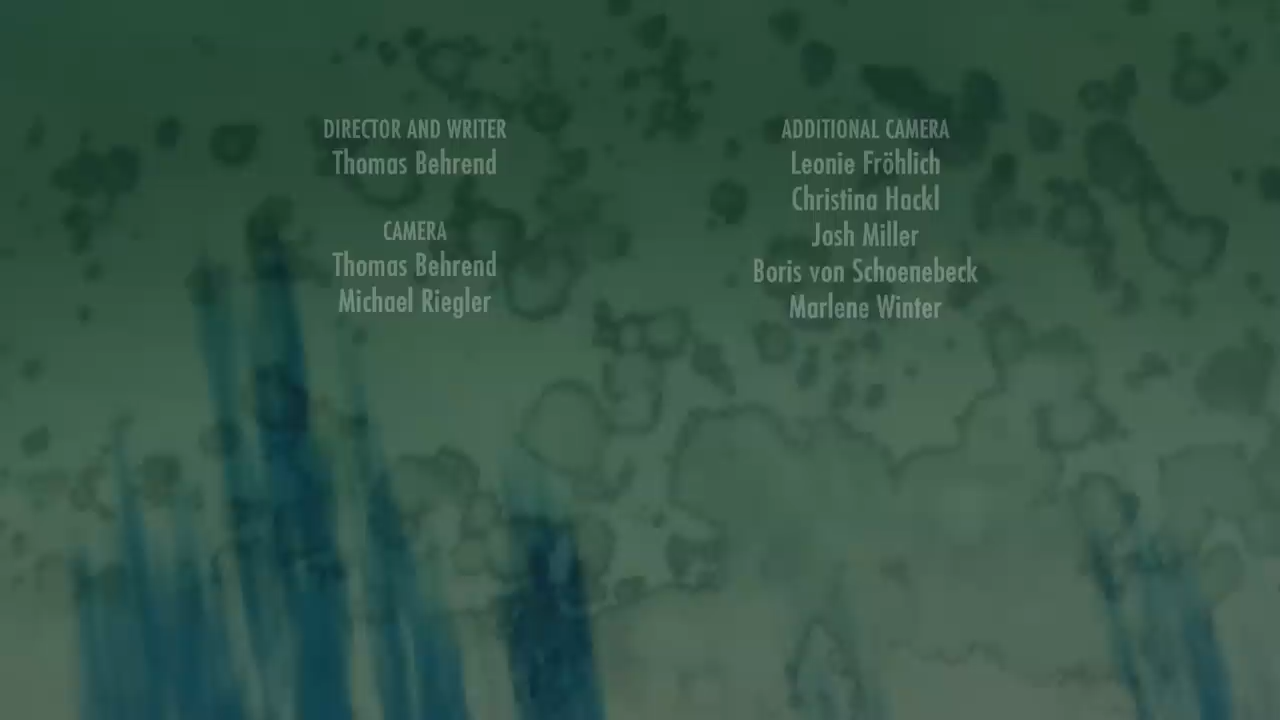 DIRECTOR AND WRITER
Thomas Behrend
CAMERA
Thomas Behrend
Michael Riegler
ADDITIONAL CAMERA
Leonie Fröhlich
Christina Hackl
Josh Miller
Boris von Schoenebeck
Marlene Winter